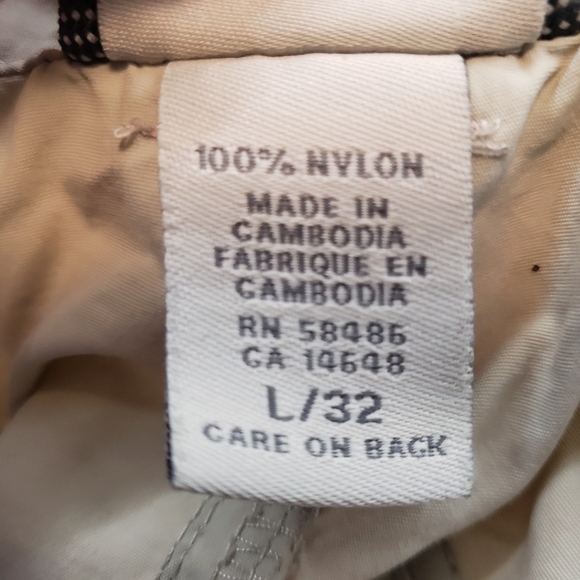 100% NYLON
MADE IN
CAMBODIA
FABRIQUE EN
CAMBODIA
RN 58486
CA 14648
L/32
CARE ON BACK